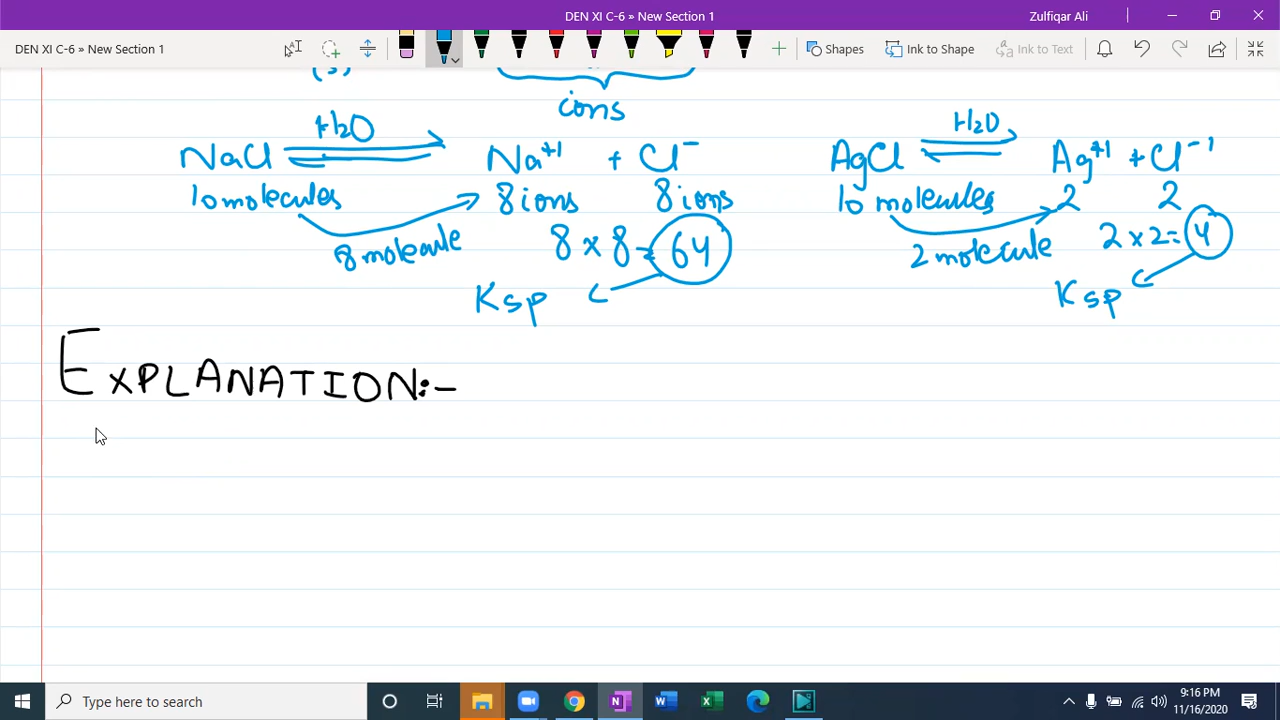 DEN XI C-6 » New Section 1
Zulfiqar Ali
DEN XI C-6 » New Section 1
Shapes
Ink to Shape
Ink to Text
(s)
ions
NaCl H2O Na+1 + Cl-
10 molecules 8 ions 8 ions
8 molecule
8 x 8 = 64
Ksp
AgCl H2O Ag+1 + Cl-1
10 molecules 2 2
2 molecule
2 x 2 = 4
Ksp
EXPLANATION:-
Type here to search
9:16 PM
11/16/2020